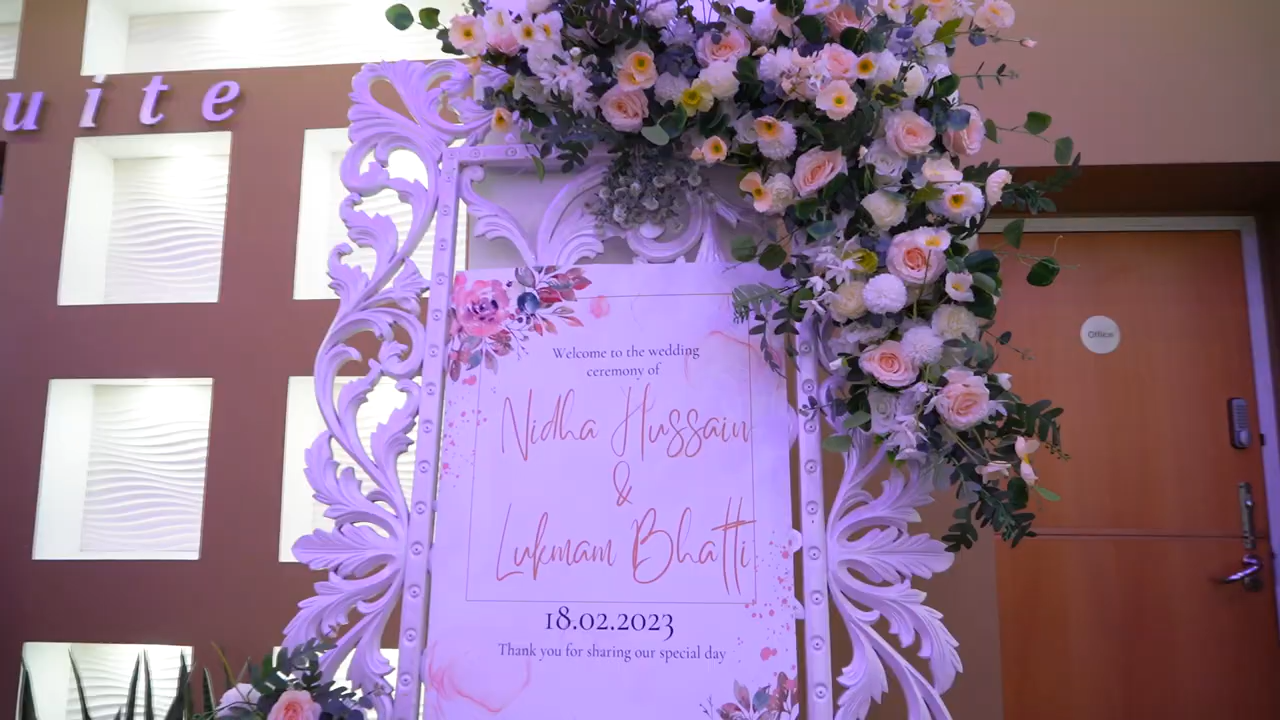 uite
Welcome to the wedding
ceremony of
Nidha Hussain
&
Lukmam Bhatti
18.02.2023
Thank you for sharing our special day
Office